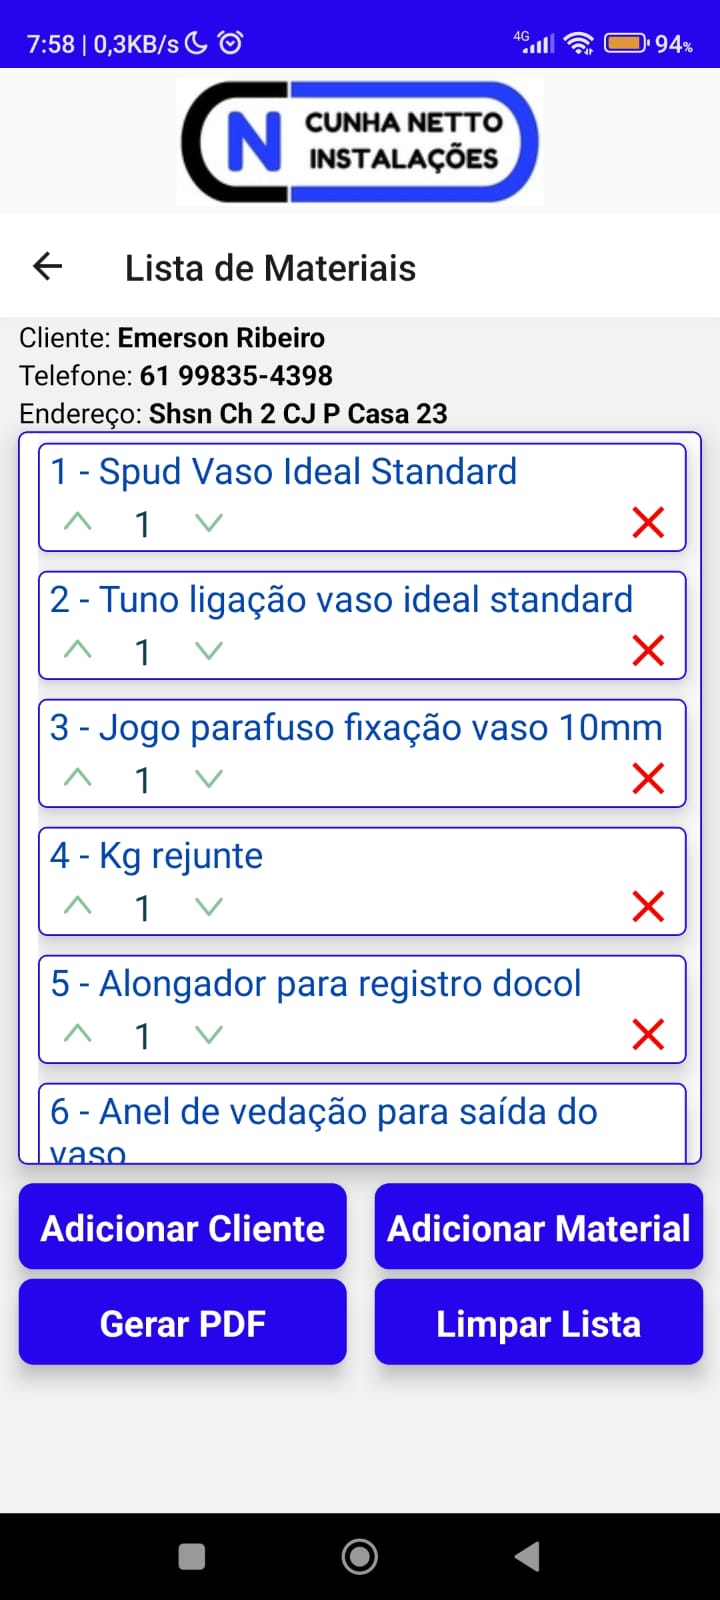 7:58 | 0,3KB/s 4G 94%
N CUNHA NETTO
INSTALAÇÕES
Lista de Materiais
Cliente: Emerson Ribeiro
Telefone: 61 99835-4398
Endereço: Shsn Ch 2 CJ P Casa 23
1 - Spud Vaso Ideal Standard
1
2 - Tuno ligação vaso ideal standard
1
3 - Jogo parafuso fixação vaso 10mm
1
4 - Kg rejunte
1
5 - Alongador para registro docol
1
6 - Anel de vedação para saída do
vaso
Adicionar Cliente Adicionar Material
Gerar PDF Limpar Lista